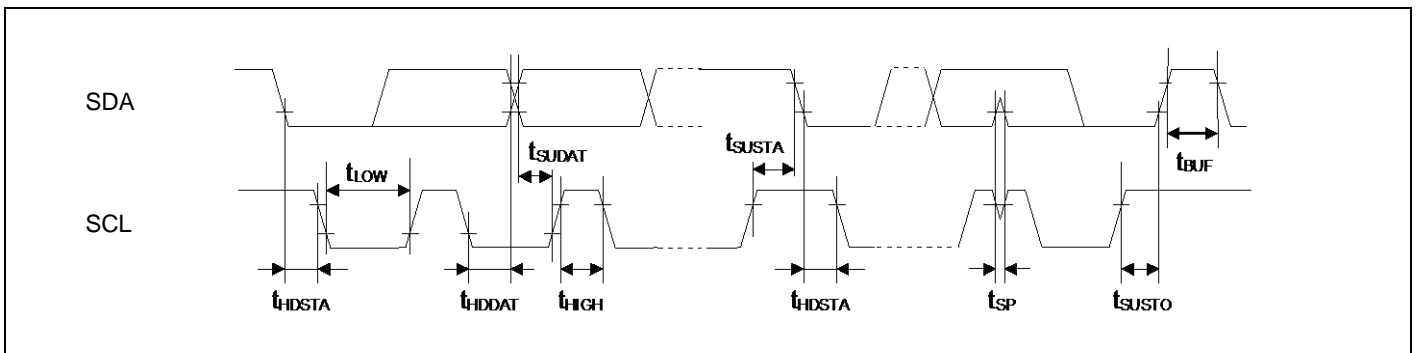 SDA
tSUDAT
tSUSTA
tBUF
tLOW
SCL
tHDSTA
tHDDAT
tHIGH
tHDSTA
tSP
tSUSTO